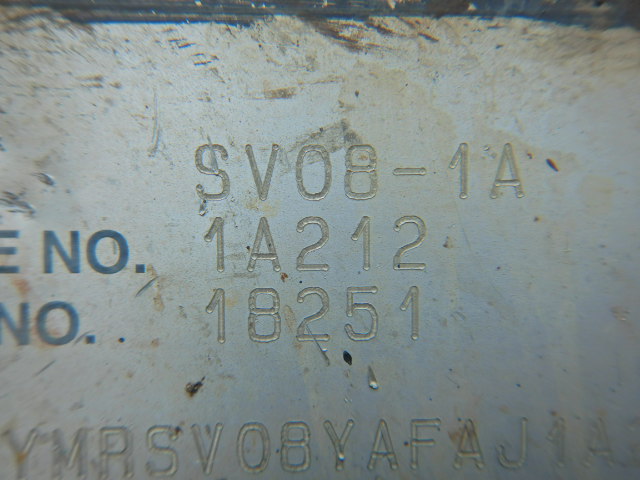 SV08-1A
E NO. 1A212
NO. 18251
YMRSV08YAFAJ1A